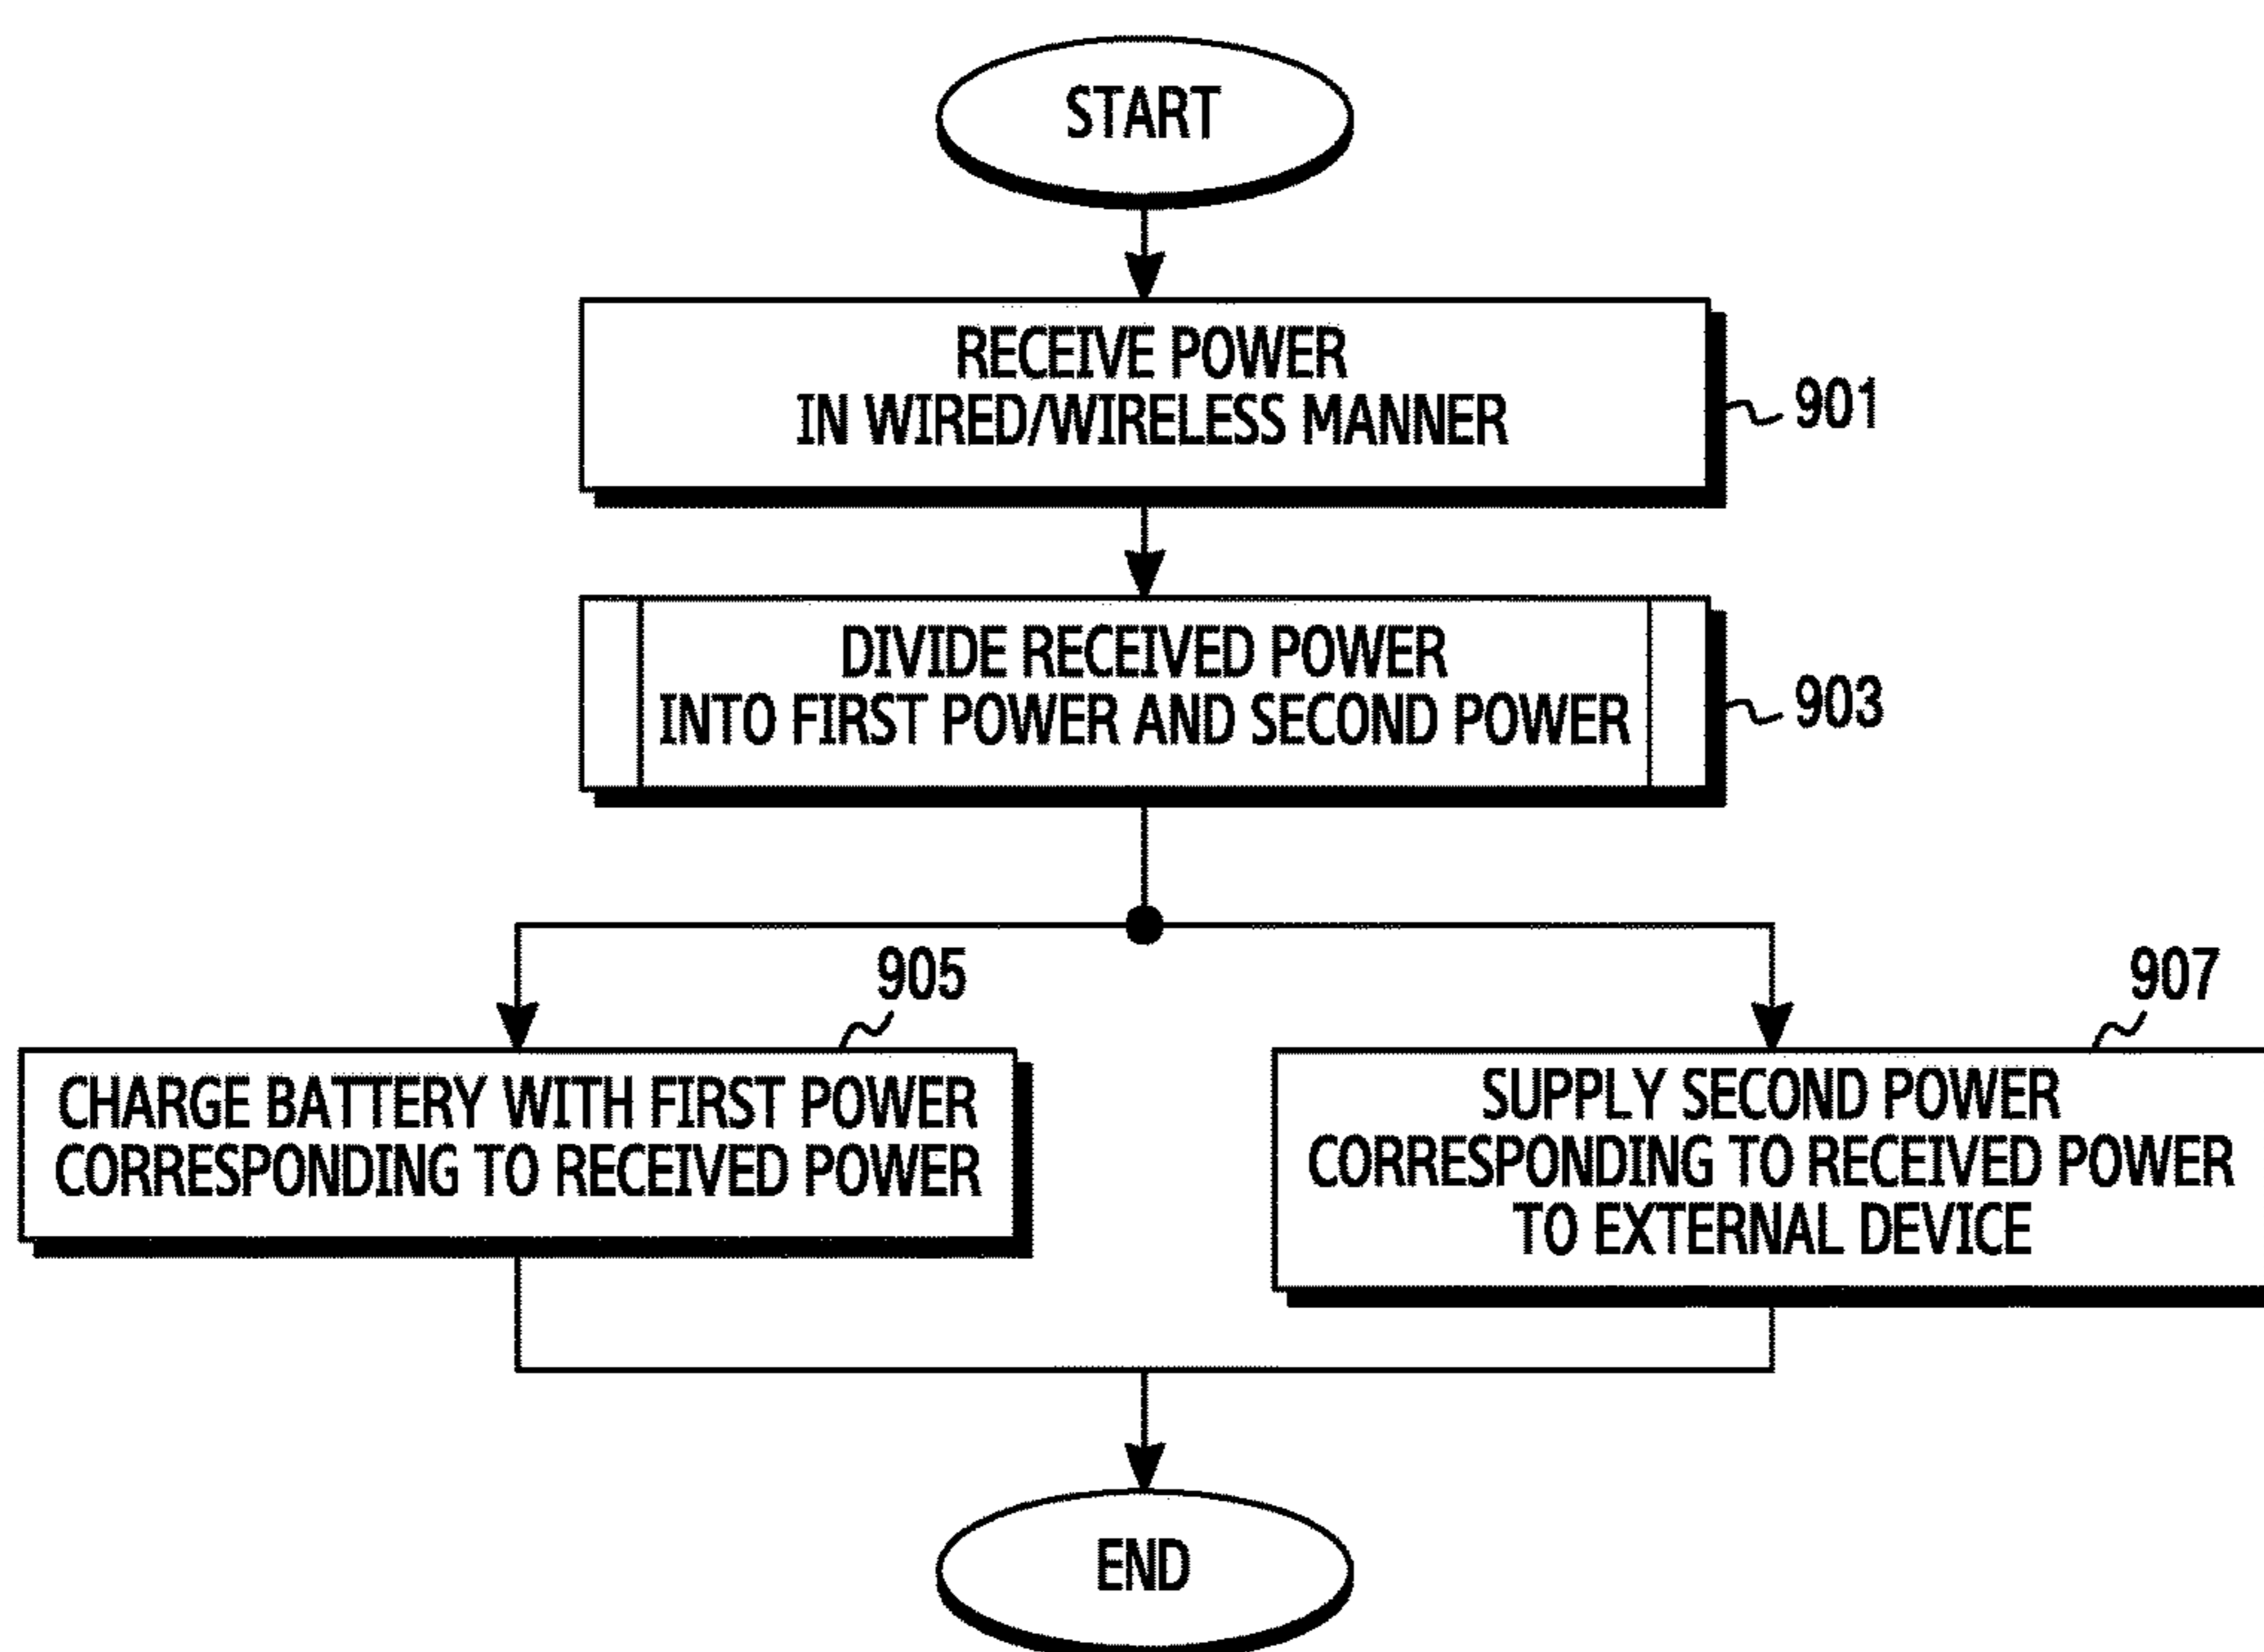 START
RECEIVE POWER
IN WIRED/WIRELESS MANNER
901
DIVIDE RECEIVED POWER
INTO FIRST POWER AND SECOND POWER
903
905
CHARGE BATTERY WITH FIRST POWER
CORRESPONDING TO RECEIVED POWER
907
SUPPLY SECOND POWER
CORRESPONDING TO RECEIVED POWER
TO EXTERNAL DEVICE
END